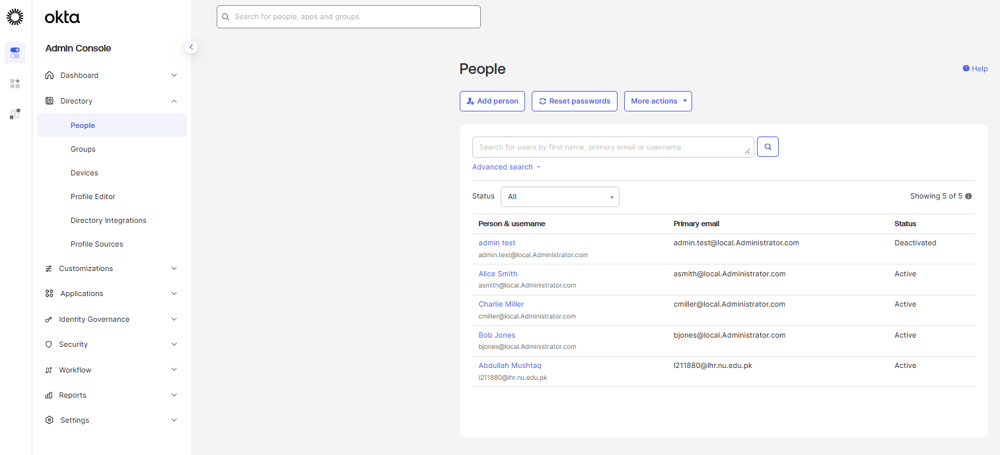 okta
Search for people, apps and groups
Admin Console
Dashboard
Directory
People
Groups
Devices
Profile Editor
Directory Integrations
Profile Sources
Customizations
Applications
Identity Governance
Security
Workflow
Reports
Settings
People
Help
Add person Reset passwords More actions
Search for users by first name, primary email or username
Advanced search
Status All Showing 5 of 5
Person & username Primary email Status
admin test admin.test@local.Administrator.com Deactivated
admin.test@local.Administrator.com
Alice Smith asmith@local.Administrator.com Active
asmith@local.Administrator.com
Charlie Miller cmiller@local.Administrator.com Active
cmiller@local.Administrator.com
Bob Jones bjones@local.Administrator.com Active
bjones@local.Administrator.com
Abdullah Mushtaq l211880@lhr.nu.edu.pk Active
l211880@lhr.nu.edu.pk